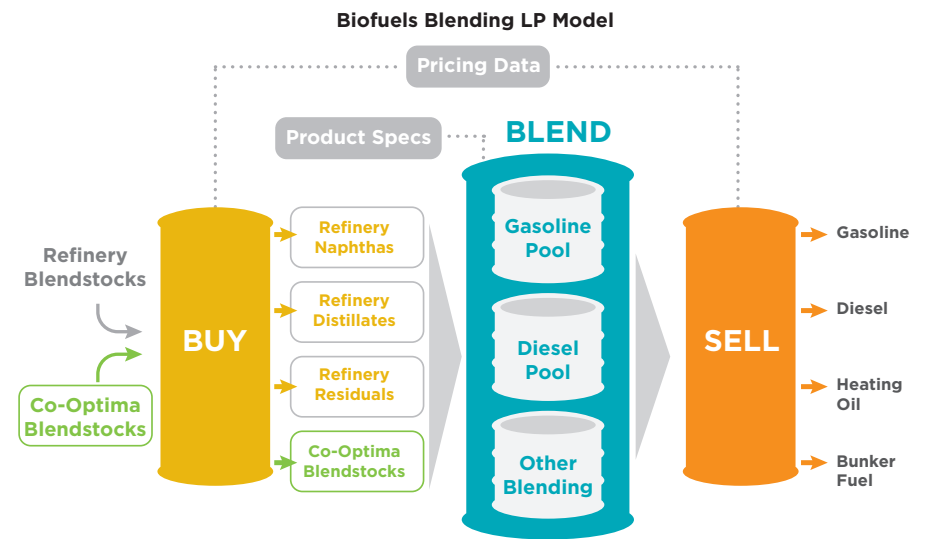 Biofuels Blending LP Model
Pricing Data
Product Specs
BLEND
Refinery
Blendstocks
Co-Optima
Blendstocks
BUY
Refinery
Naphthas
Refinery
Distillates
Refinery
Residuals
Co-Optima
Blendstocks
Gasoline
Pool
Diesel
Pool
Other
Blending
SELL
Gasoline
Diesel
Heating
Oil
Bunker
Fuel